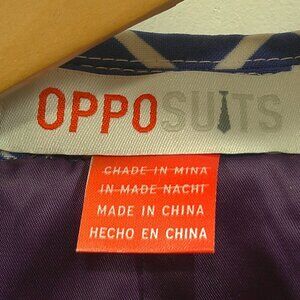 OPPOSUITS
CHADE IN MINA
IN MADE NACHI
MADE IN CHINA
HECHO EN CHINA